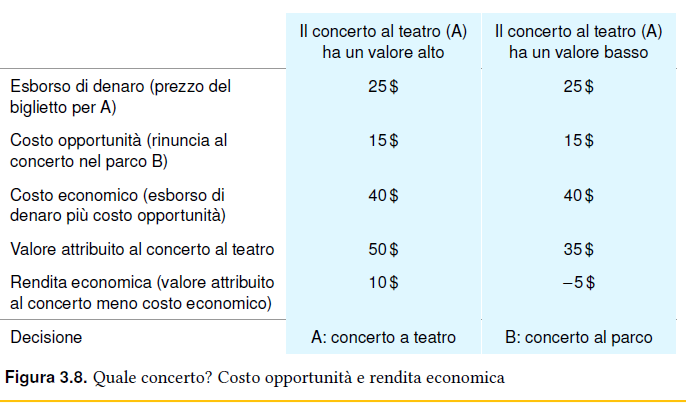 Il concerto al teatro (A) Il concerto al teatro (A)
ha un valore alto ha un valore basso
Esborso di denaro (prezzo del 25 $ 25 $
biglietto per A)
Costo opportunità (rinuncia al 15 $ 15 $
concerto nel parco B)
Costo economico (esborso di 40 $ 40 $
denaro più costo opportunità)
Valore attribuito al concerto al teatro 50 $ 35 $
Rendita economica (valore attribuito 10 $ −5 $
al concerto meno costo economico)
Decisione A: concerto a teatro B: concerto al parco
Figura 3.8. Quale concerto? Costo opportunità e rendita economica